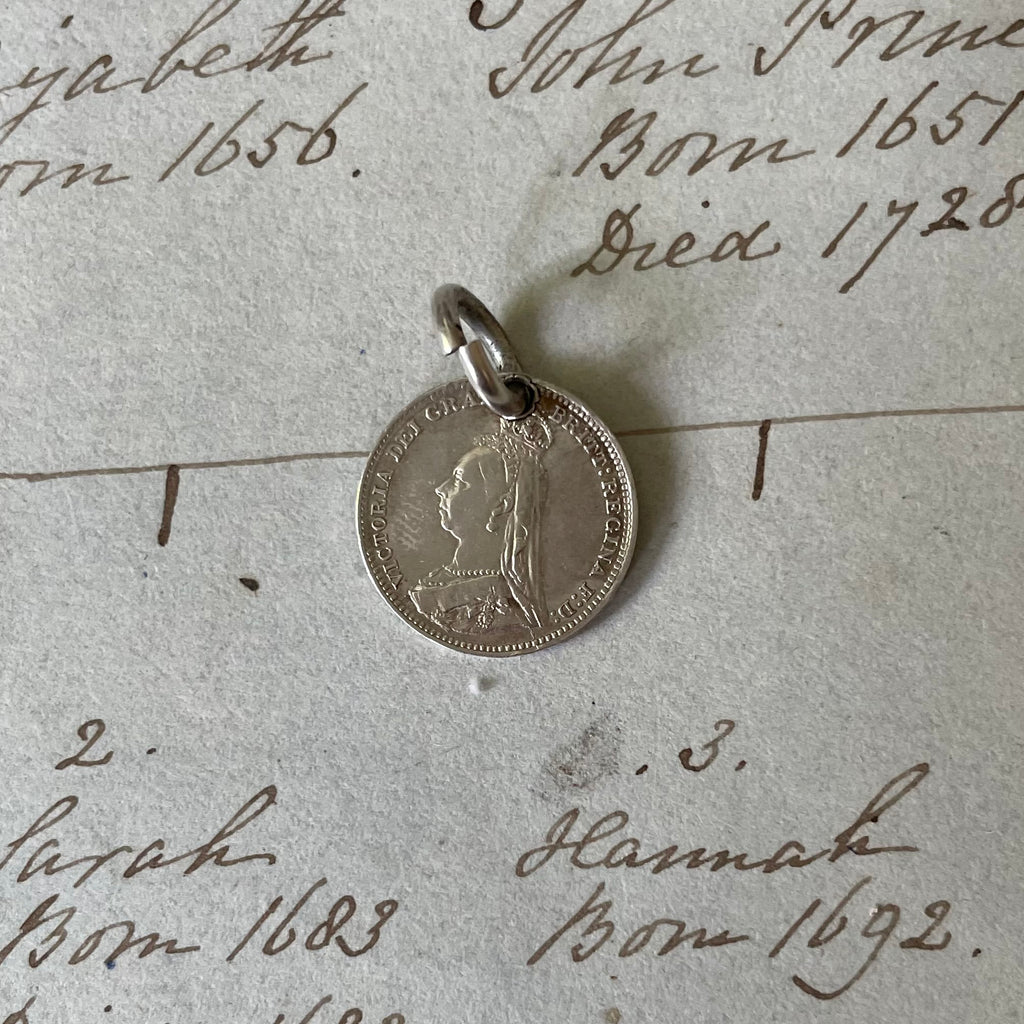 John
Born 1656.
Born 1651
Died 1728
VICTORIA DEI GRA BRITT: REGINA F:D:
2.
Sarah
Born 1683
3.
Hannah
Born 1692.